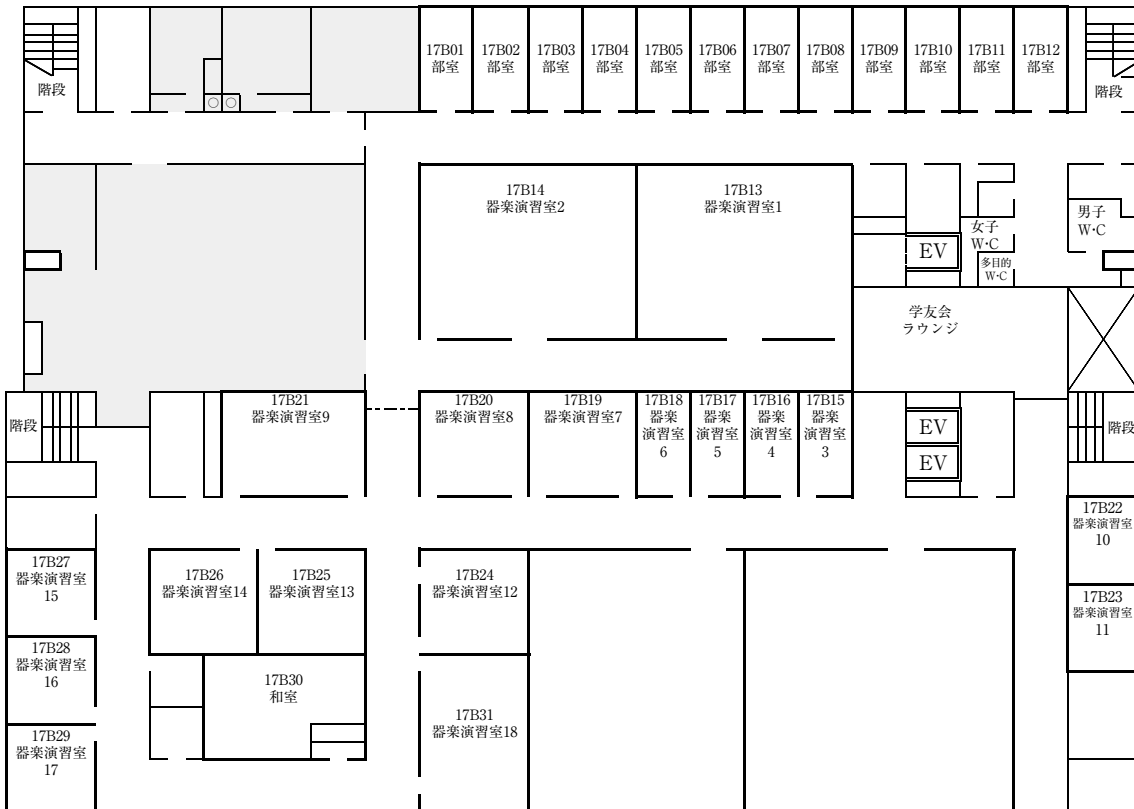 17B01
部室
17B02
部室
17B03
部室
17B04
部室
17B05
部室
17B06
部室
17B07
部室
17B08
部室
17B09
部室
17B10
部室
17B11
部室
17B12
部室
階段
階段
17B14
器楽演習室2
17B13
器楽演習室1
女子
W·C
男子
W·C
EV
多目的
W·C
学友会
ラウンジ
階段
17B21
器楽演習室9
17B20
器楽演習室8
17B19
器楽演習室7
17B18
器楽
演習室
6
17B17
器楽
演習室
5
17B16
器楽
演習室
4
17B15
器楽
演習室
3
EV
EV
階段
17B22
器楽演習室
10
17B27
器楽演習室
15
17B26
器楽演習室14
17B25
器楽演習室13
17B24
器楽演習室12
17B23
器楽演習室
11
17B28
器楽演習室
16
17B30
和室
17B31
器楽演習室18
17B29
器楽演習室
17